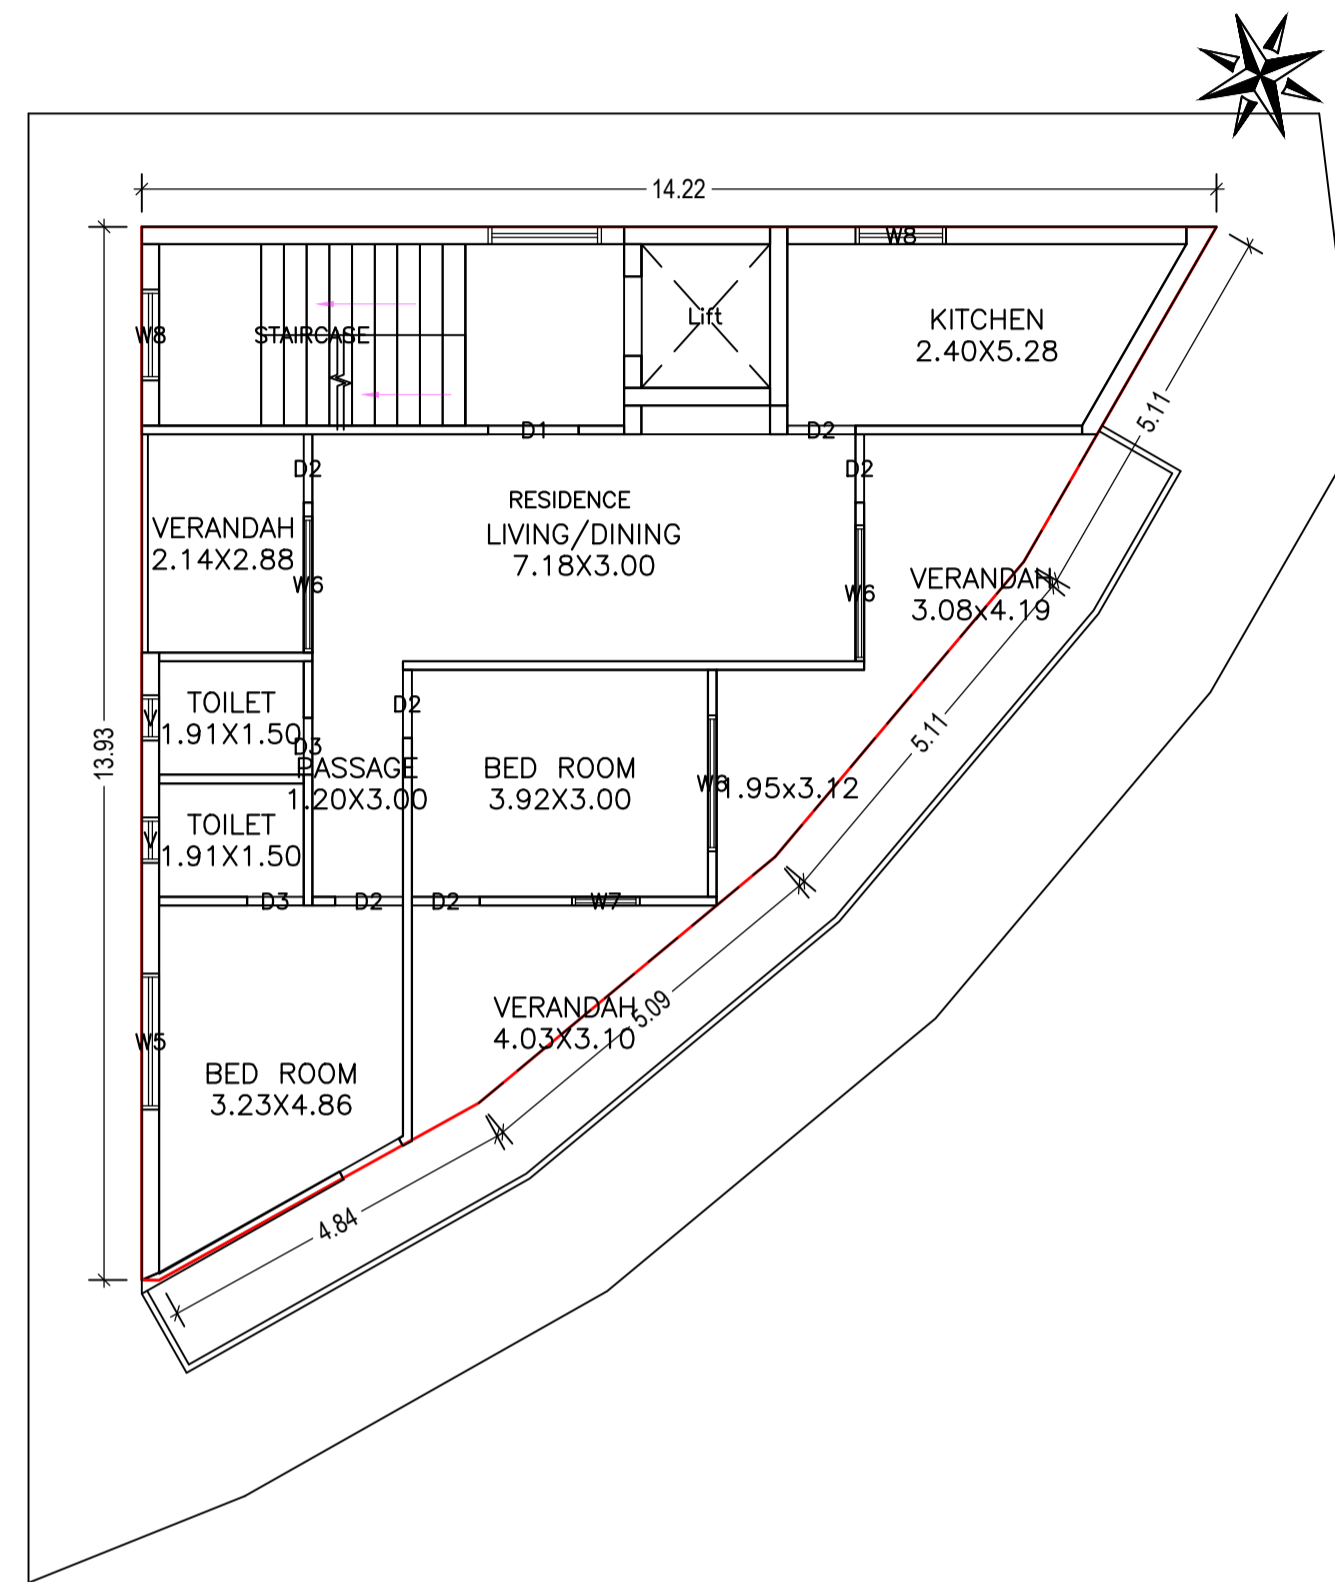 14.22
W8
Lift
KITCHEN
2.40X5.28
W8
STAIRCASE
5.11
D1
D2
D2
D2
RESIDENCE
LIVING/DINING
7.18X3.00
VERANDAH
2.14X2.88
W6
W6
VERANDAH
3.08x4.19
TOILET
1.91X1.50
V
D2
D3
13.93
5.11
PASSAGE
1.20X3.00
BED ROOM
3.92X3.00
W6
1.95x3.12
TOILET
1.91X1.50
V
D3
D2
D2
W7
VERANDAH
4.03X3.10
5.09
W5
BED ROOM
3.23X4.86
4.84